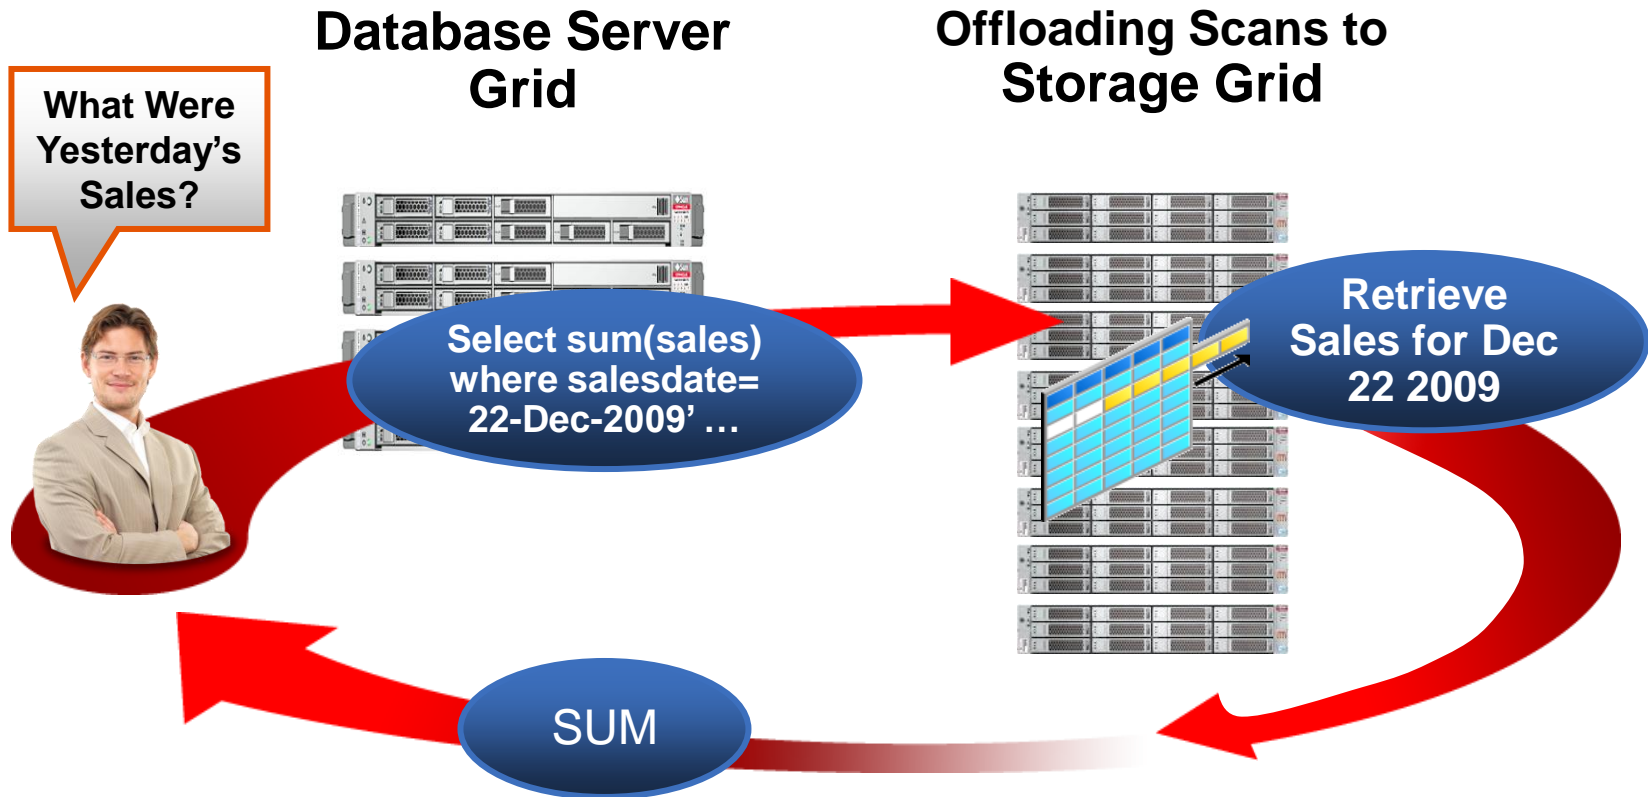 Database Server
Grid
Offloading Scans to
Storage Grid
What Were
Yesterday’s
Sales?
Select sum(sales)
where salesdate=
22-Dec-2009’ …
Retrieve
Sales for Dec
22 2009
SUM